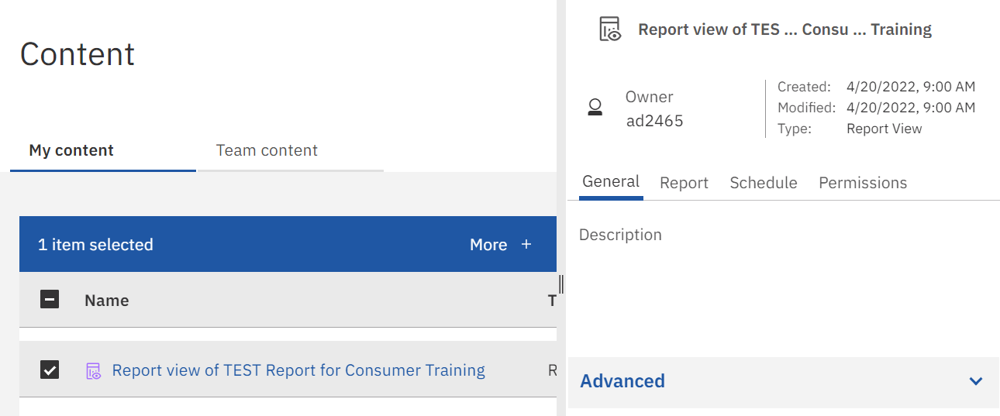 Content
My content
Team content
1 item selected
More +
Name
T
Report view of TEST Report for Consumer Training
R
Report view of TES ... Consu ... Training
Owner
ad2465
Created: 4/20/2022, 9:00 AM
Modified: 4/20/2022, 9:00 AM
Type: Report View
General
Report
Schedule
Permissions
Description
Advanced